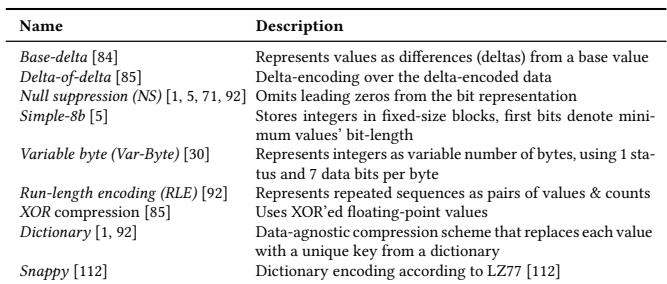 Name Description
Base-delta [84] Represents values as differences (deltas) from a base value
Delta-of-delta [85] Delta-encoding over the delta-encoded data
Null suppression (NS) [1, 5, 71, 92] Omits leading zeros from the bit representation
Simple-8b [5] Stores integers in fixed-size blocks, first bits denote mini-
mum values' bit-length
Variable byte (Var-Byte) [30] Represents integers as variable number of bytes, using 1 sta-
tus and 7 data bits per byte
Run-length encoding (RLE) [92] Represents repeated sequences as pairs of values & counts
XOR compression [85] Uses XOR'ed floating-point values
Dictionary [1, 92] Data-agnostic compression scheme that replaces each value
with a unique key from a dictionary
Snappy [112] Dictionary encoding according to LZ77 [112]